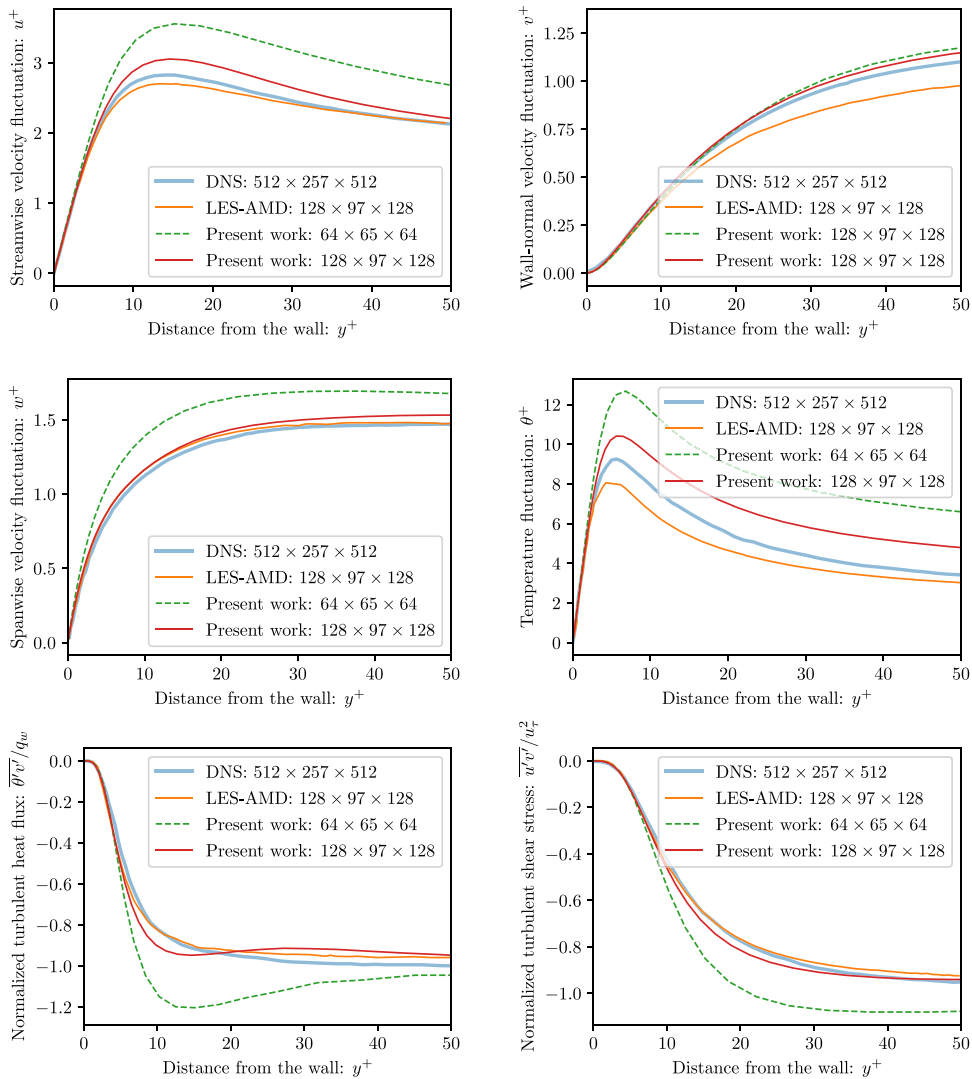 Streamwise velocity fluctuation: u⁺
3
2
1
0
DNS: 512 × 257 × 512
LES-AMD: 128 × 97 × 128
Present work: 64 × 65 × 64
Present work: 128 × 97 × 128
0 10 20 30 40 50
Distance from the wall: y⁺
Wall-normal velocity fluctuation: v⁺
1.00
0.75
0.50
0.25
0.00
DNS: 512 × 257 × 512
LES-AMD: 128 × 97 × 128
Present work: 128 × 97 × 128
Present work: 128 × 97 × 128
0 10 20 30 40 50
Distance from the wall: y⁺
Spanwise velocity fluctuation: w⁺
1.5
1.0
0.5
0.0
DNS: 512 × 257 × 512
LES-AMD: 128 × 97 × 128
Present work: 64 × 65 × 64
Present work: 128 × 97 × 128
0 10 20 30 40 50
Distance from the wall: y⁺
Temperature fluctuation: θ⁺
12
10
8
6
4
2
0
DNS: 512 × 257 × 512
LES-AMD: 128 × 97 × 128
Present work: 64 × 65 × 64
Present work: 128 × 97 × 128
0 10 20 30 40 50
Distance from the wall: y⁺
Normalized turbulent heat flux: θ′v′/q_w
0.0
−0.2
−0.4
−0.6
−0.8
−1.0
−1.2
DNS: 512 × 257 × 512
LES-AMD: 128 × 97 × 128
Present work: 64 × 65 × 64
Present work: 128 × 97 × 128
0 10 20 30 40 50
Distance from the wall: y⁺
Normalized turbulent shear stress: u′v′/u_τ²
0.0
−0.2
−0.4
−0.6
−0.8
−1.0
DNS: 512 × 257 × 512
LES-AMD: 128 × 97 × 128
Present work: 64 × 65 × 64
Present work: 128 × 97 × 128
0 10 20 30 40 50
Distance from the wall: y⁺